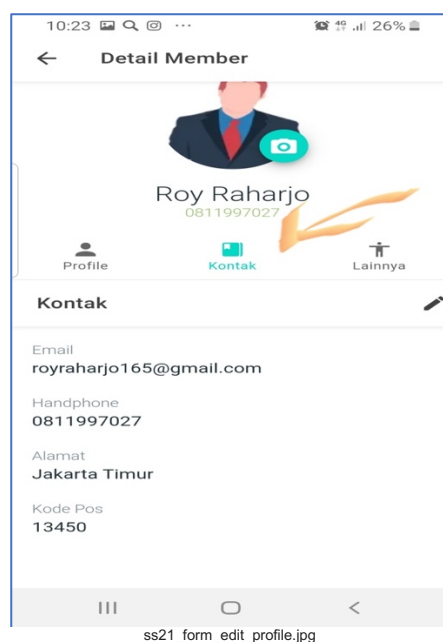 10:23
4G
26%
Detail Member
Roy Raharjo
0811997027
Profile
Kontak
Lainnya
Kontak
Email
royraharjo165@gmail.com
Handphone
0811997027
Alamat
Jakarta Timur
Kode Pos
13450
ss21_form_edit_profile.jpg